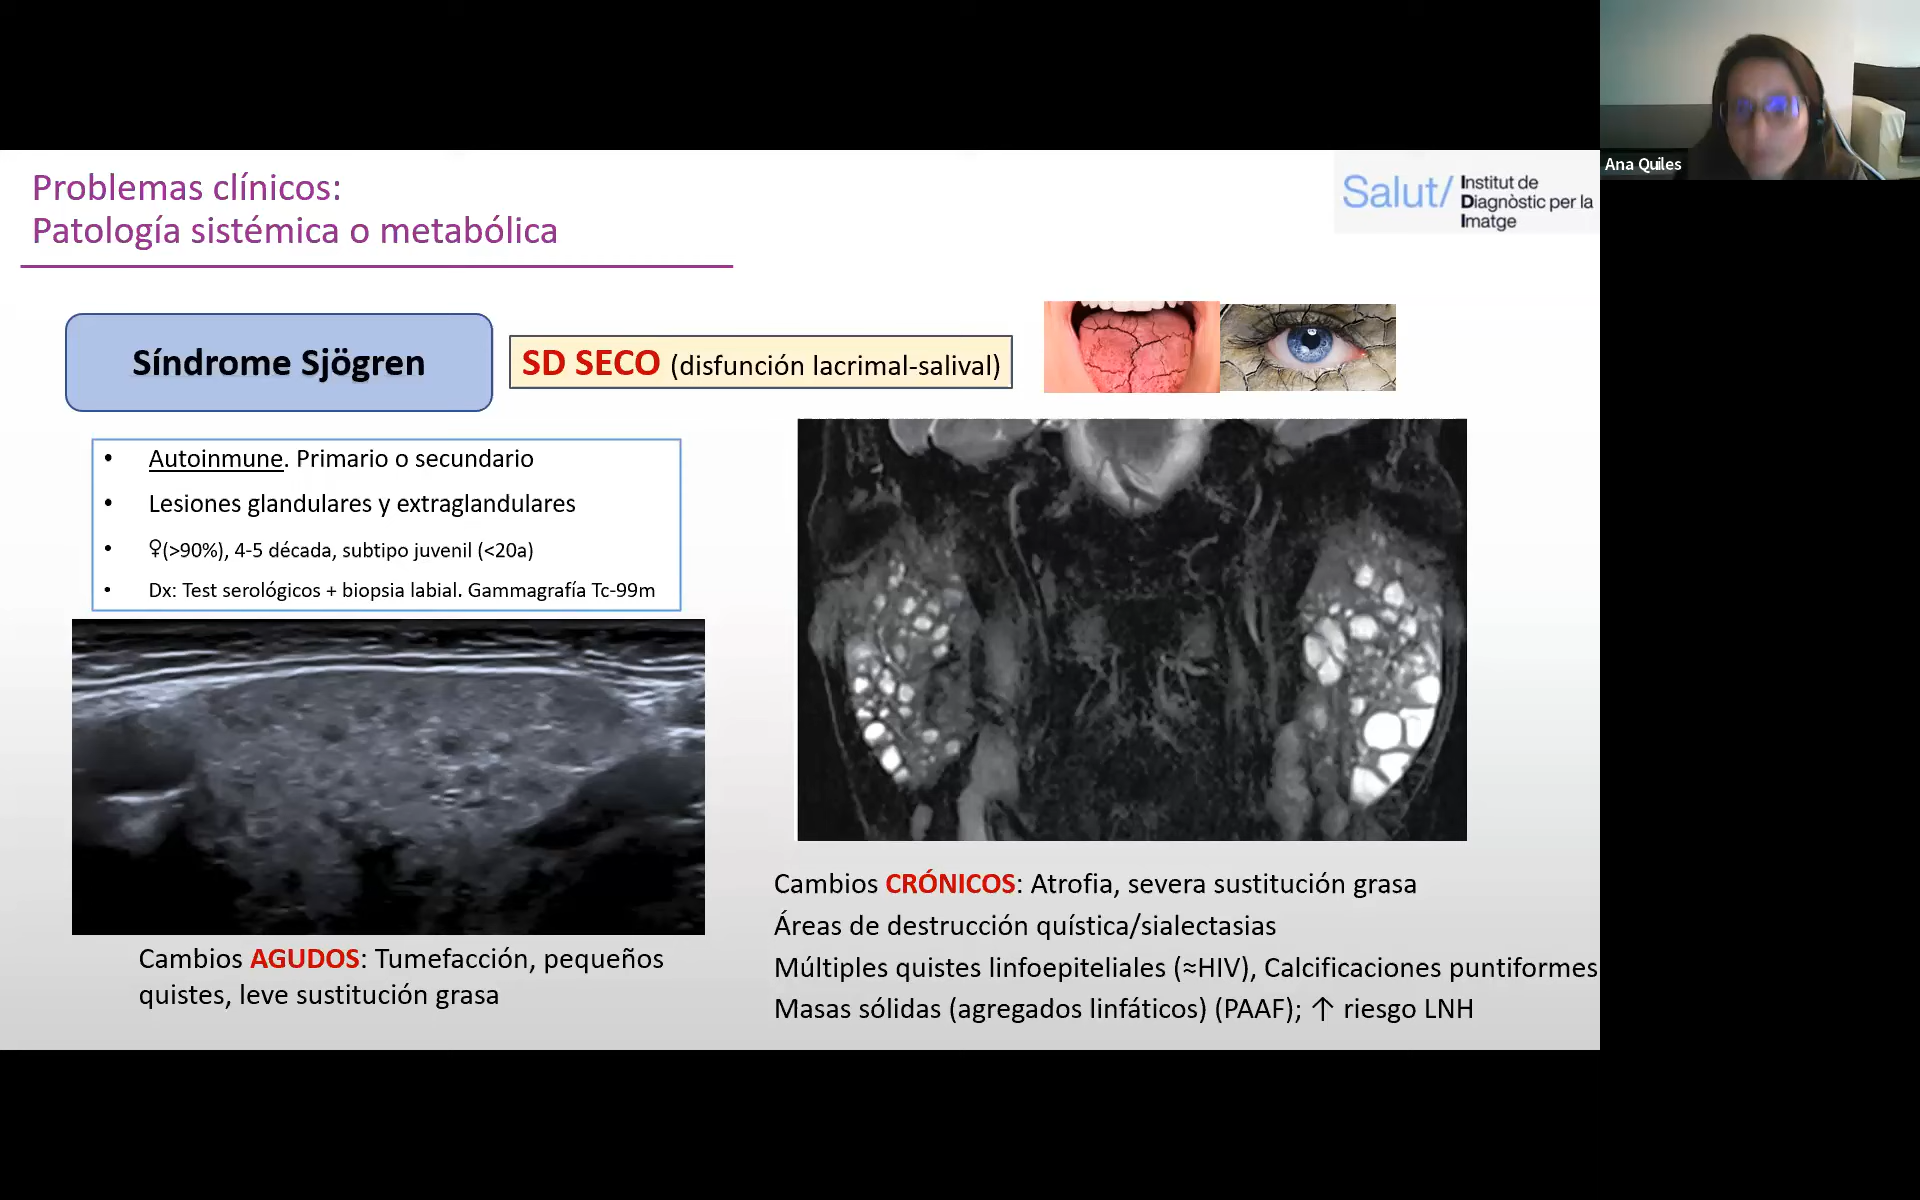 Ana Quiles
Problemas clínicos:
Patología sistémica o metabólica
Salut/ Institut de
Diagnòstic per la
Imatge
Síndrome Sjögren
SD SECO (disfunción lacrimal-salival)
• Autoinmune. Primario o secundario
• Lesiones glandulares y extraglandulares
• ♀(>90%), 4-5 década, subtipo juvenil (<20a)
• Dx: Test serológicos + biopsia labial. Gammagrafía Tc-99m
Cambios AGUDOS: Tumefacción, pequeños
quistes, leve sustitución grasa
Cambios CRÓNICOS: Atrofia, severa sustitución grasa
Áreas de destrucción quística/sialectasias
Múltiples quistes linfoepiteliales (≈HIV), Calcificaciones puntiformes
Masas sólidas (agregados linfáticos) (PAAF); ↑ riesgo LNH